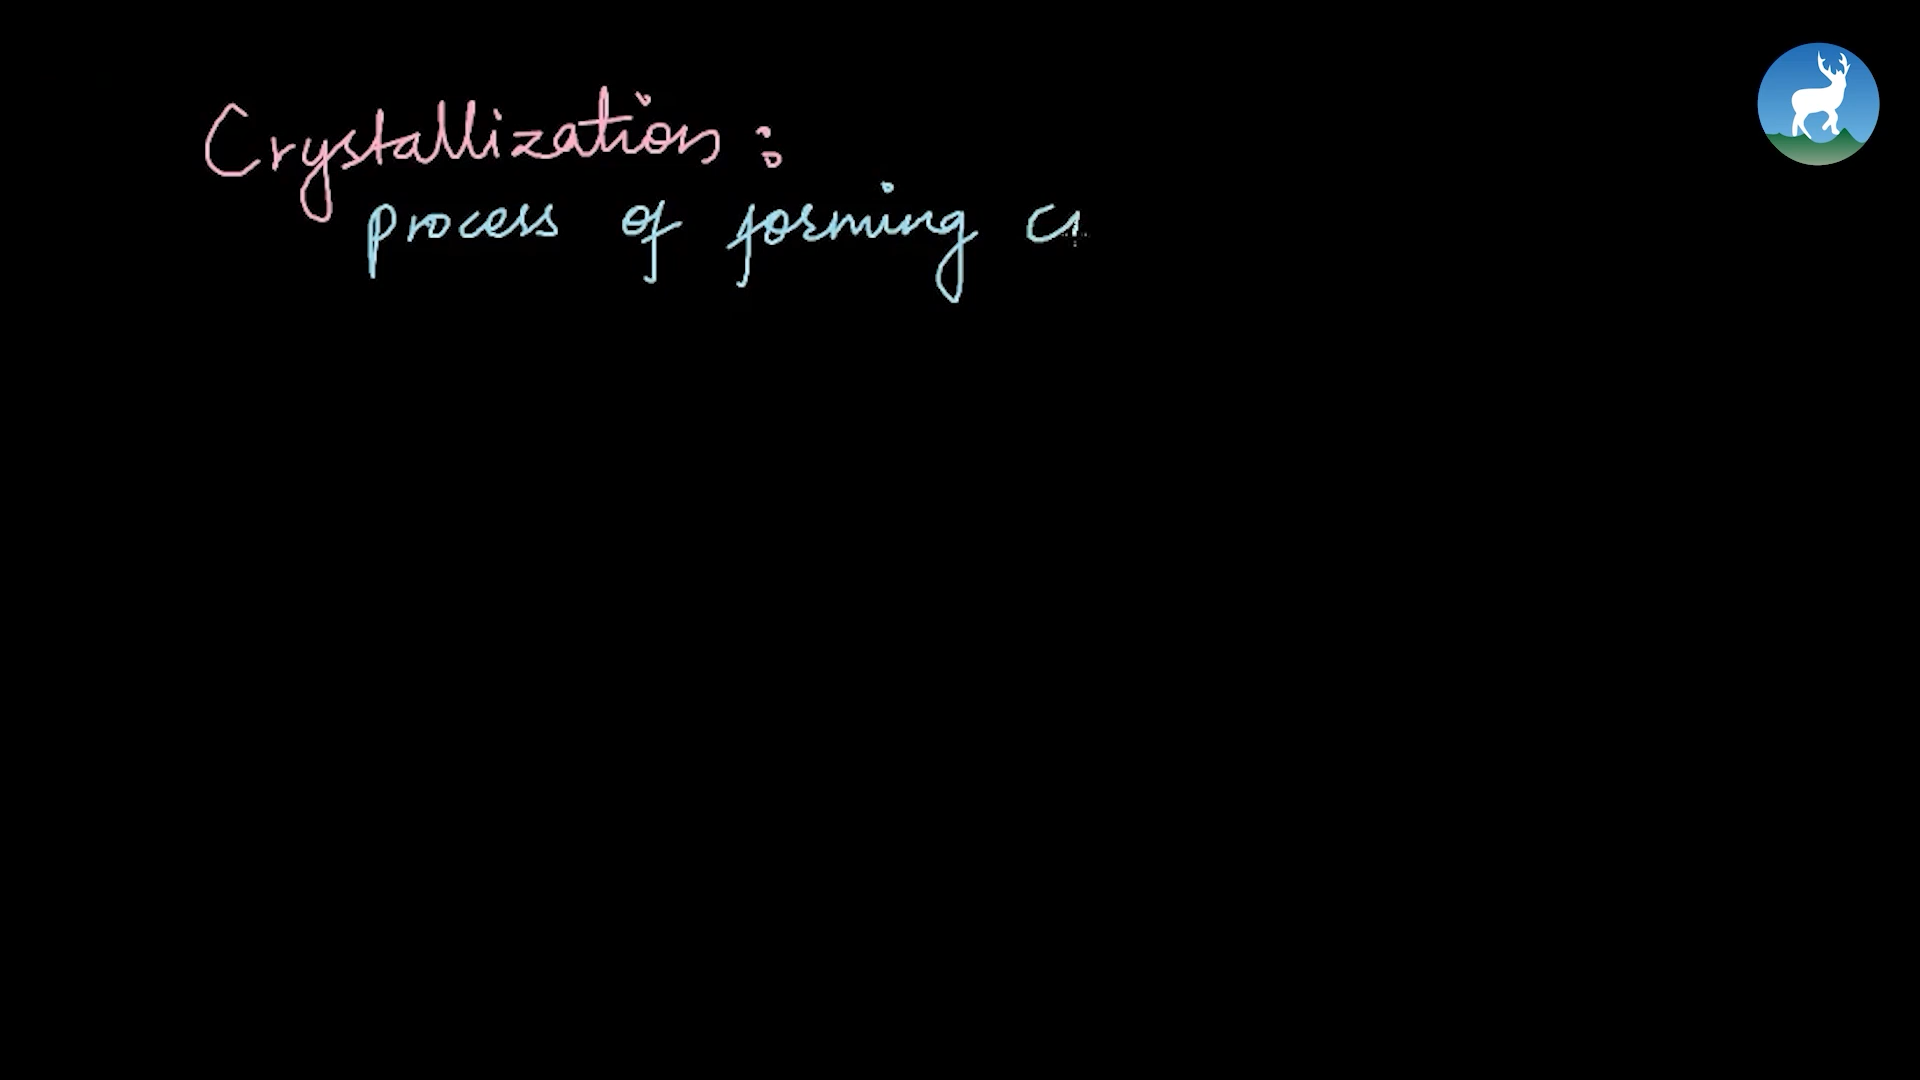 Crystallization :
process of forming